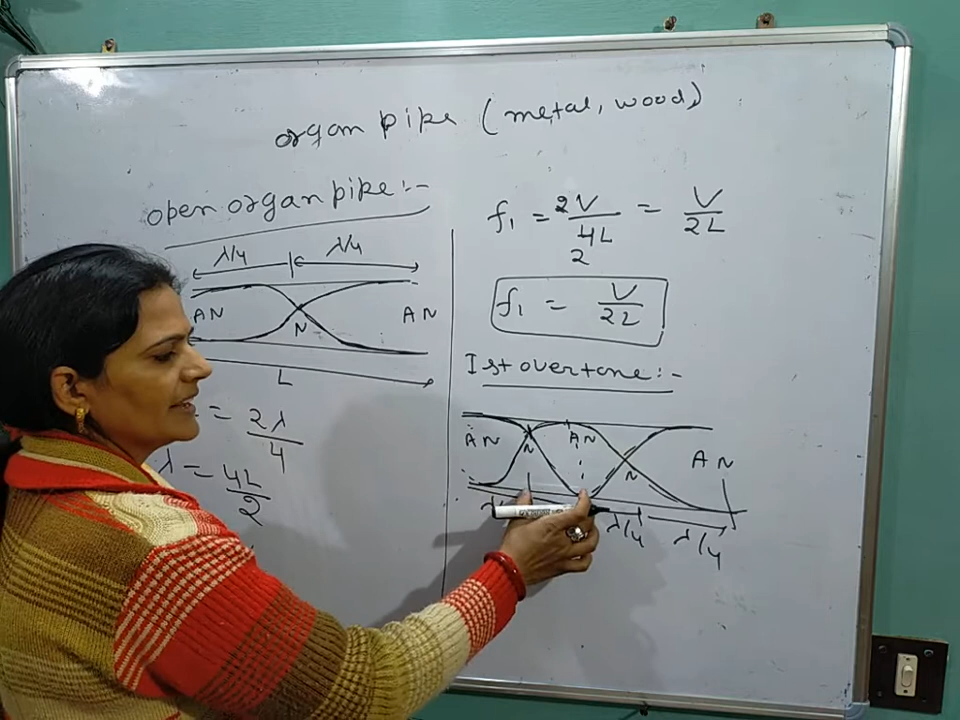 organ pipe (metal, wood)
open organ pipe :-
λ/4 λ/4
AN N AN
L
= 2λ/4
λ = 4L/2
f₁ = 2V/4L = V/2L
2
f₁ = V/2L
Ist overtone :-
AN N AN N AN
λ/4 λ/4